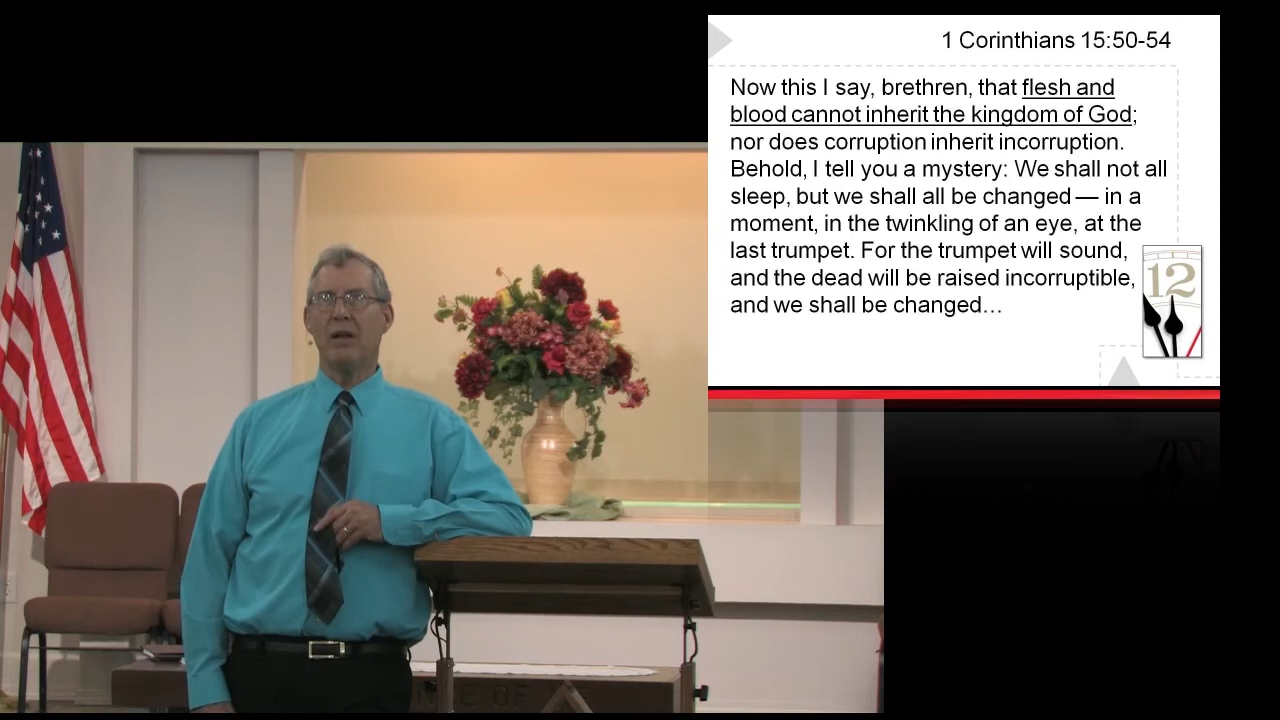 1 Corinthians 15:50-54
Now this I say, brethren, that flesh and
blood cannot inherit the kingdom of God;
nor does corruption inherit incorruption.
Behold, I tell you a mystery: We shall not all
sleep, but we shall all be changed — in a
moment, in the twinkling of an eye, at the
last trumpet. For the trumpet will sound,
and the dead will be raised incorruptible,
and we shall be changed…
12
OF